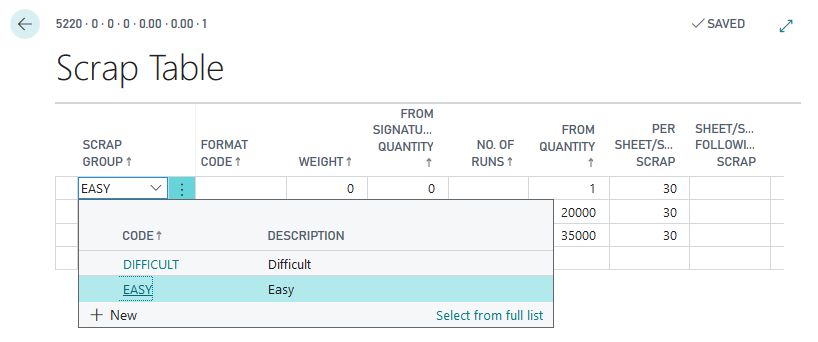 5220 · 0 · 0 · 0 · 0.00 · 0.00 · 1
SAVED
Scrap Table
SCRAP GROUP ↑
FORMAT CODE ↑
WEIGHT ↑
FROM SIGNATU... QUANTITY ↑
NO. OF RUNS ↑
FROM QUANTITY ↑
PER SHEET/S... SCRAP
SHEET/S... FOLLOWI... SCRAP
EASY 0 0 1 30
20000 30
35000 30
CODE ↑ DESCRIPTION
DIFFICULT Difficult
EASY Easy
+ New Select from full list